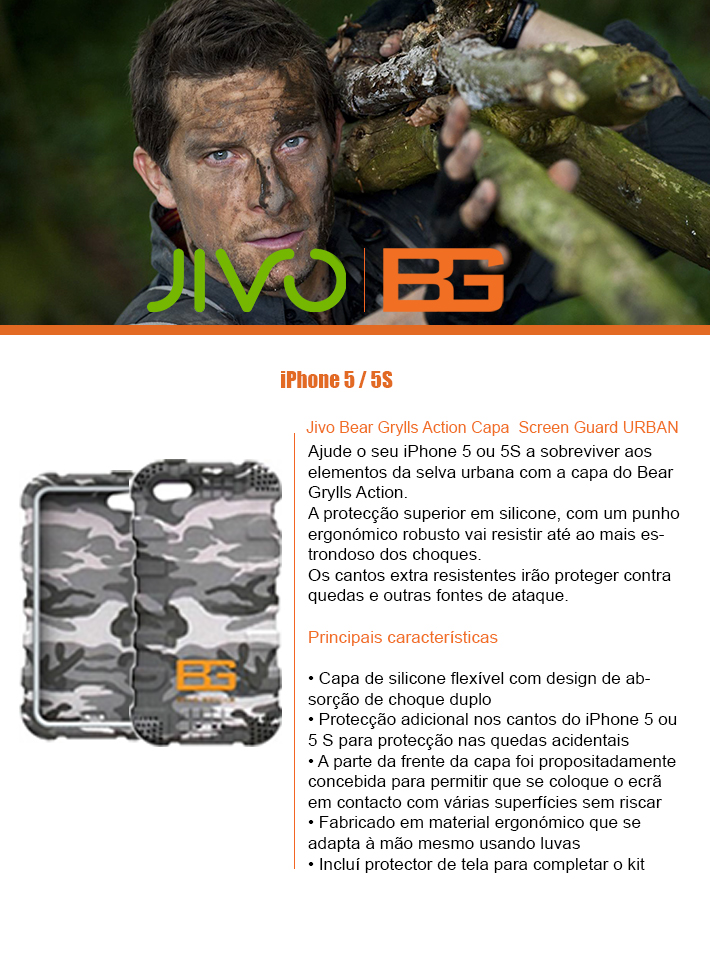 JIVO BG
iPhone 5 / 5S
Jivo Bear Grylls Action Capa  Screen Guard URBAN
Ajude o seu iPhone 5 ou 5S a sobreviver aos
elementos da selva urbana com a capa do Bear
Grylls Action.
A protecção superior em silicone, com um punho
ergonómico robusto vai resistir até ao mais es-
trondoso dos choques.
Os cantos extra resistentes irão proteger contra
quedas e outras fontes de ataque.
Principais características
• Capa de silicone flexível com design de ab-
sorção de choque duplo
• Protecção adicional nos cantos do iPhone 5 ou
5 S para protecção nas quedas acidentais
• A parte da frente da capa foi propositadamente
concebida para permitir que se coloque o ecrã
em contacto com várias superfícies sem riscar
• Fabricado em material ergonómico que se
adapta à mão mesmo usando luvas
• Incluí protector de tela para completar o kit
BG